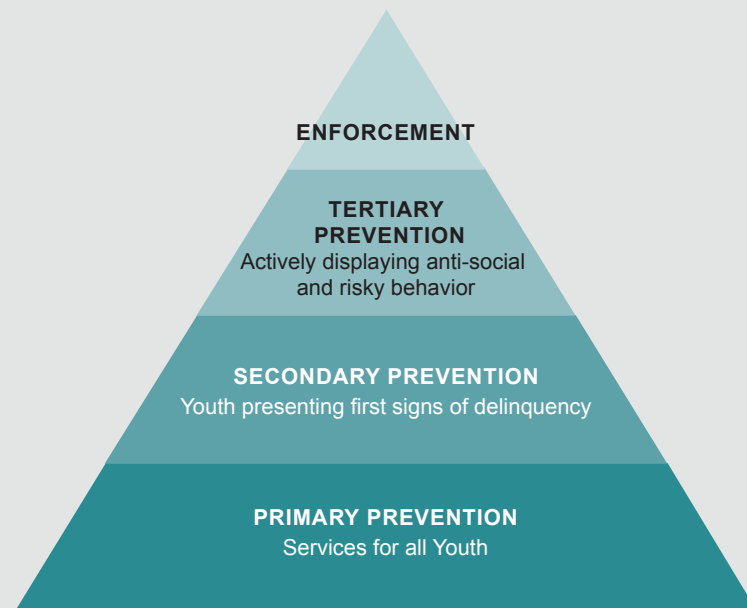 ENFORCEMENT
TERTIARY
PREVENTION
Actively displaying anti-social
and risky behavior
SECONDARY PREVENTION
Youth presenting first signs of delinquency
PRIMARY PREVENTION
Services for all Youth